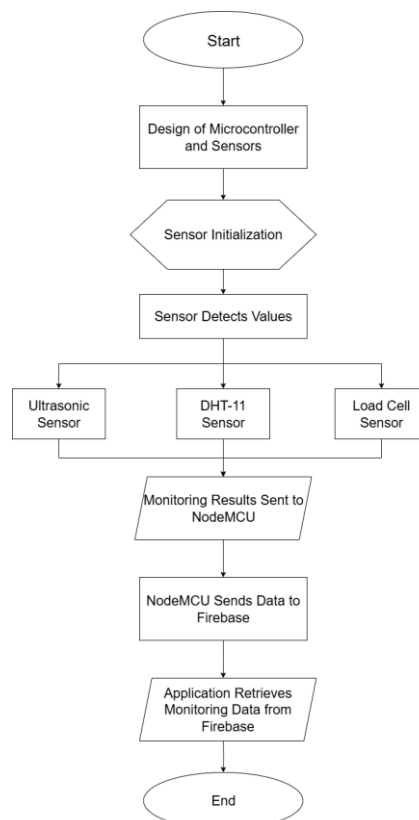 Start
Design of Microcontroller
and Sensors
Sensor Initialization
Sensor Detects Values
Ultrasonic
Sensor
DHT-11
Sensor
Load Cell
Sensor
Monitoring Results Sent to
NodeMCU
NodeMCU Sends Data to
Firebase
Application Retrieves
Monitoring Data from
Firebase
End